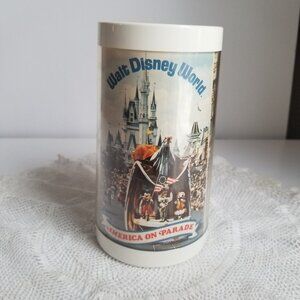 Walt Disney World.
AMERICA ON PARADE